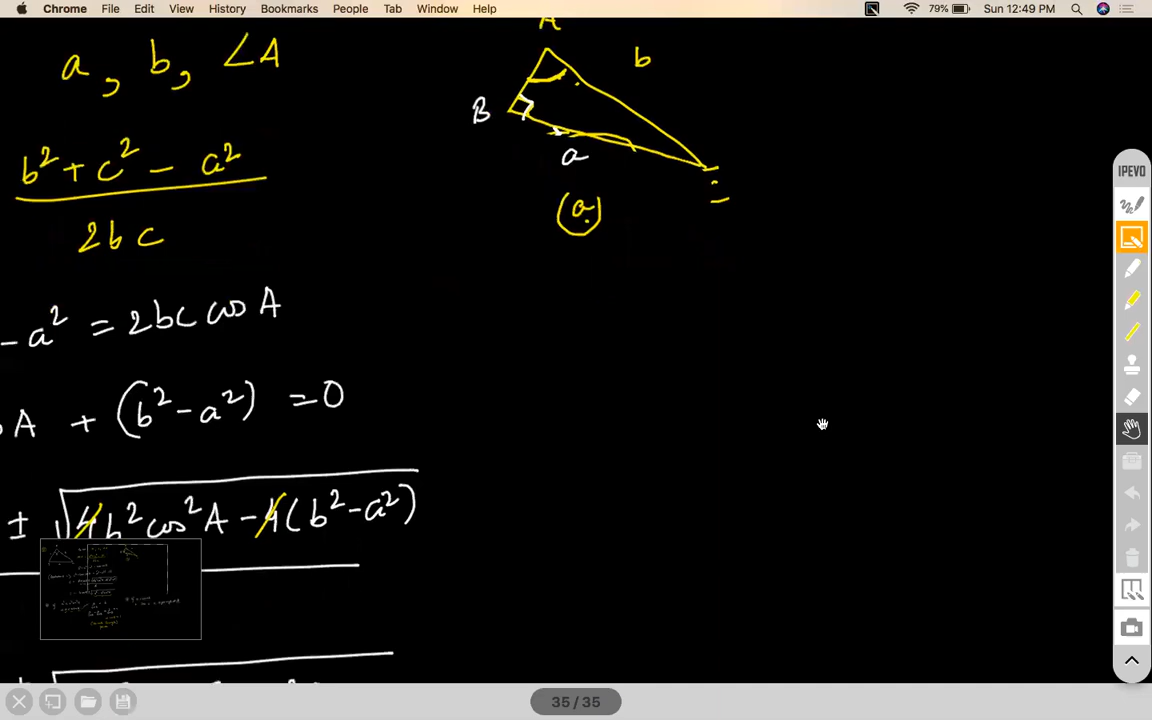 Chrome File Edit View History Bookmarks People Tab Window Help 79% Sun 12:49 PM
a, b, ∠A
b² + c² - a²
2bc
- a² = 2bc cos A
A + (b² - a²) = 0
± √4b² cos² A - 4(b² - a²)
A
b
B
a
(a)
IPEVO
35 / 35